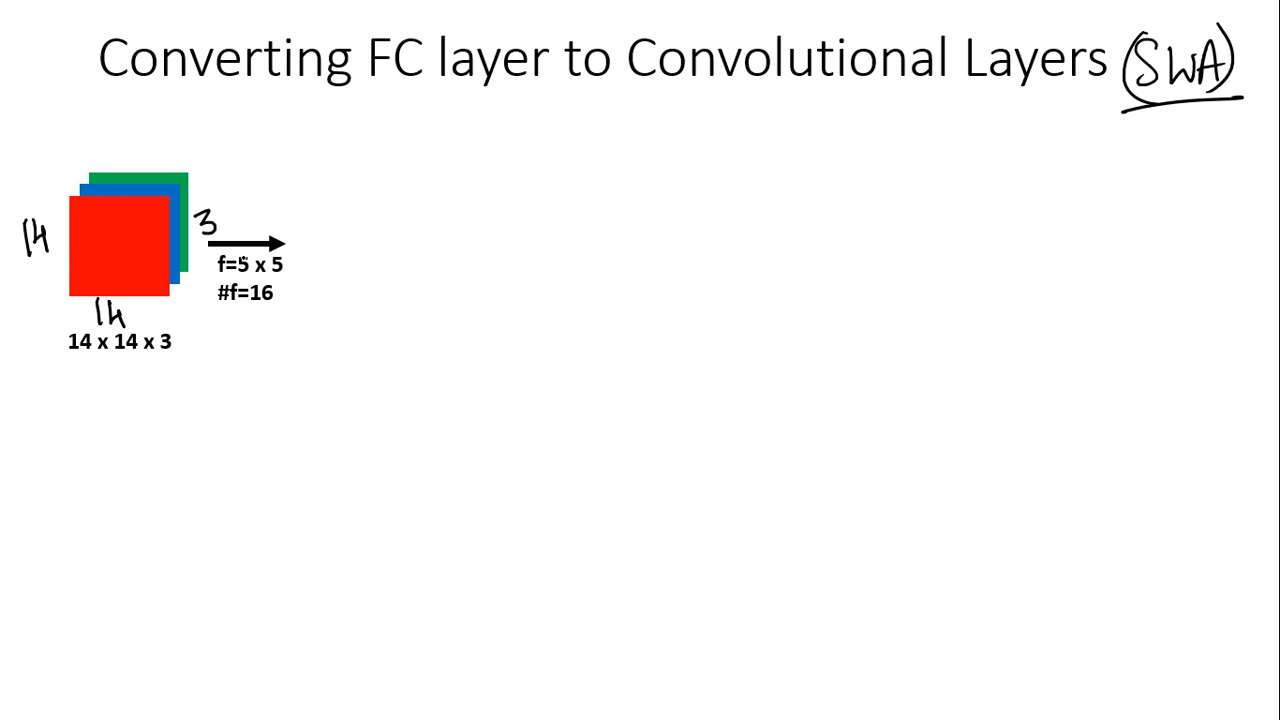 Converting FC layer to Convolutional Layers (SWA)
14
3
f=5 x 5
#f=16
14
14 x 14 x 3